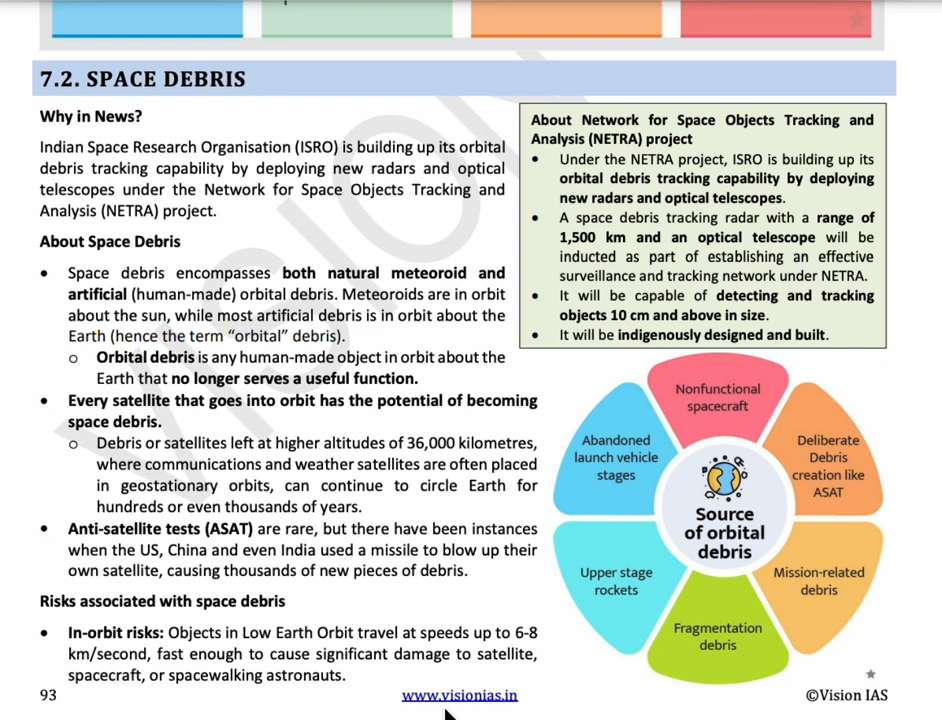 7.2. SPACE DEBRIS
Why in News?
Indian Space Research Organisation (ISRO) is building up its orbital
debris tracking capability by deploying new radars and optical
telescopes under the Network for Space Objects Tracking and
Analysis (NETRA) project.
About Space Debris
• Space debris encompasses both natural meteoroid and
artificial (human-made) orbital debris. Meteoroids are in orbit
about the sun, while most artificial debris is in orbit about the
Earth (hence the term “orbital” debris).
o Orbital debris is any human-made object in orbit about the
Earth that no longer serves a useful function.
• Every satellite that goes into orbit has the potential of becoming
space debris.
o Debris or satellites left at higher altitudes of 36,000 kilometres,
where communications and weather satellites are often placed
in geostationary orbits, can continue to circle Earth for
hundreds or even thousands of years.
• Anti-satellite tests (ASAT) are rare, but there have been instances
when the US, China and even India used a missile to blow up their
own satellite, causing thousands of new pieces of debris.
Risks associated with space debris
• In-orbit risks: Objects in Low Earth Orbit travel at speeds up to 6-8
km/second, fast enough to cause significant damage to satellite,
spacecraft, or spacewalking astronauts.
About Network for Space Objects Tracking and
Analysis (NETRA) project
• Under the NETRA project, ISRO is building up its
orbital debris tracking capability by deploying
new radars and optical telescopes.
• A space debris tracking radar with a range of
1,500 km and an optical telescope will be
inducted as part of establishing an effective
surveillance and tracking network under NETRA.
• It will be capable of detecting and tracking
objects 10 cm and above in size.
• It will be indigenously designed and built.
Nonfunctional
spacecraft
Deliberate
Debris
creation like
ASAT
Mission-related
debris
Fragmentation
debris
Upper stage
rockets
Abandoned
launch vehicle
stages
Source
of orbital
debris
93
www.visionias.in
©Vision IAS
VISION